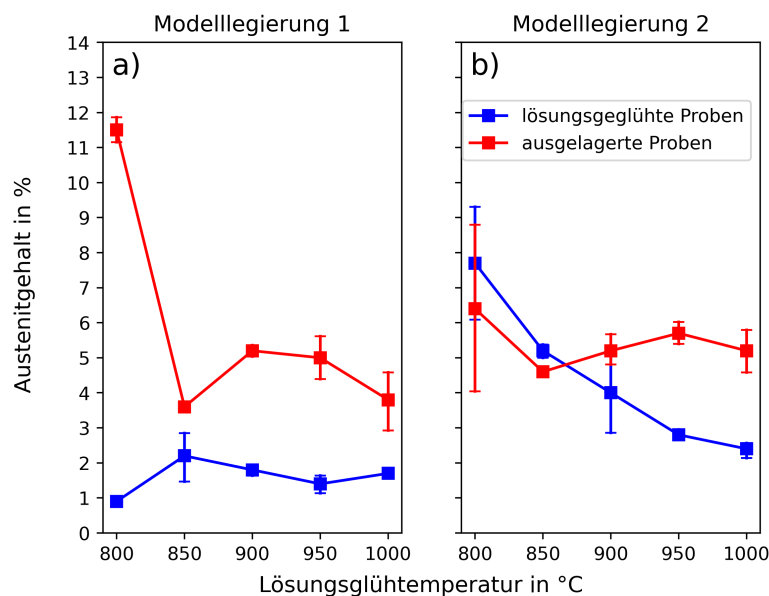 Modelllegierung 1
Modelllegierung 2
a)
b)
lösungsgeglühte Proben
ausgelagerte Proben
Austenitgehalt in %
14
13
12
11
10
9
8
7
6
5
4
3
2
1
0
800 850 900 950 1000
800 850 900 950 1000
Lösungsglühtemperatur in °C